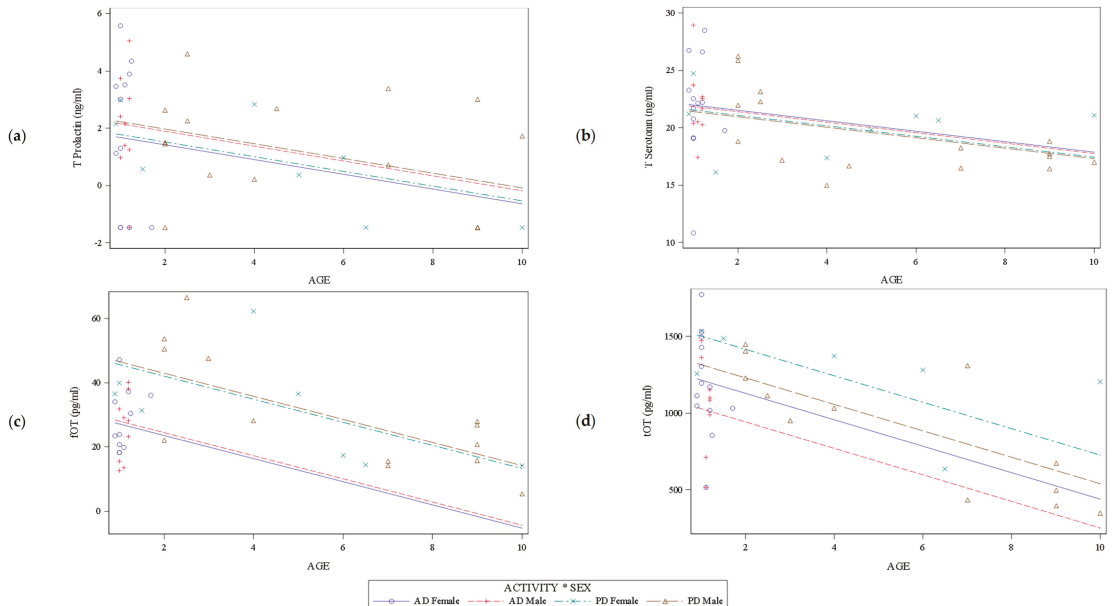 (a)
T Prolactin (ng/ml)
6
4
2
0
-2
2 4 6 8 10
AGE
(b)
T Serotonin (ng/ml)
30
25
20
15
10
2 4 6 8 10
AGE
(c)
fOT (pg/ml)
60
40
20
0
2 4 6 8 10
AGE
(d)
tOT (pg/ml)
1500
1000
500
2 4 6 8 10
AGE
ACTIVITY * SEX
AD Female AD Male PD Female PD Male